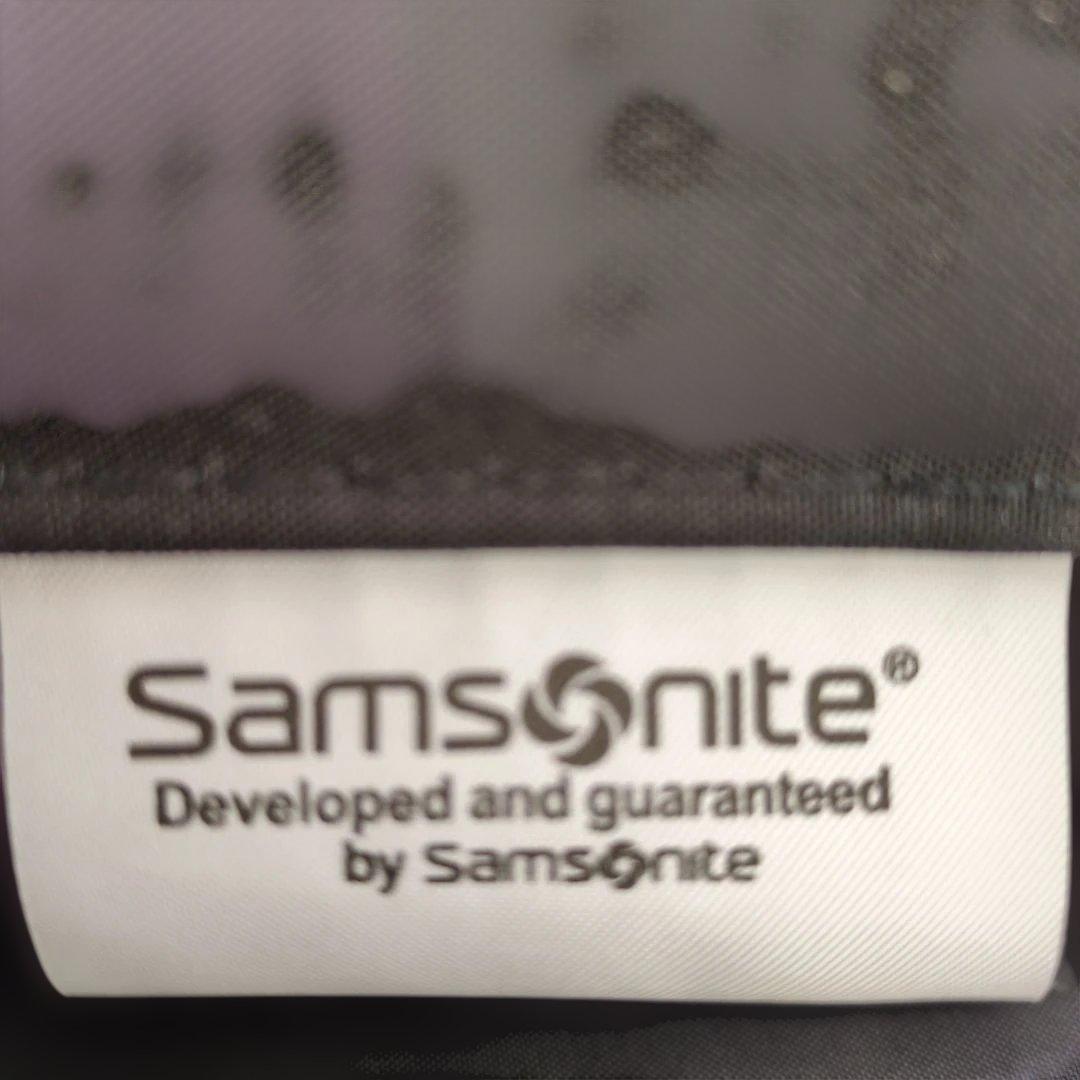 Samsonite®
Developed and guaranteed
by Samsonite